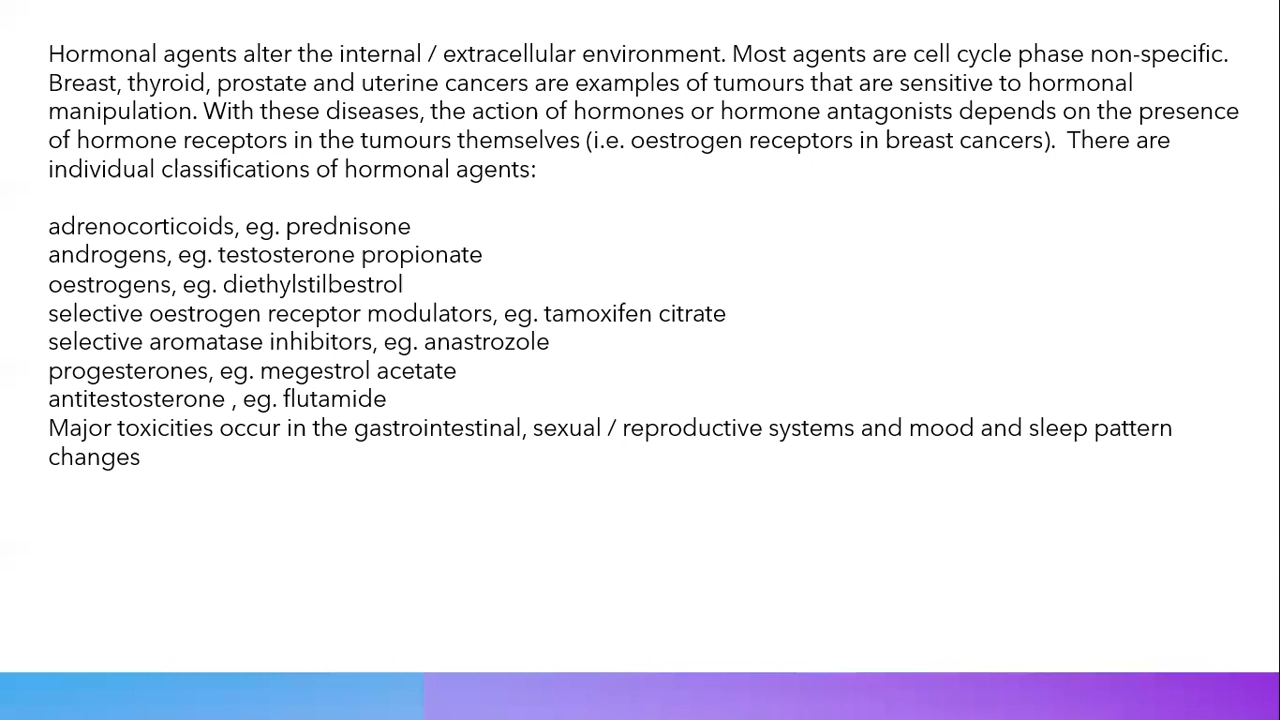 Hormonal agents alter the internal / extracellular environment. Most agents are cell cycle phase non-specific.
Breast, thyroid, prostate and uterine cancers are examples of tumours that are sensitive to hormonal
manipulation. With these diseases, the action of hormones or hormone antagonists depends on the presence
of hormone receptors in the tumours themselves (i.e. oestrogen receptors in breast cancers).  There are
individual classifications of hormonal agents:
adrenocorticoids, eg. prednisone
androgens, eg. testosterone propionate
oestrogens, eg. diethylstilbestrol
selective oestrogen receptor modulators, eg. tamoxifen citrate
selective aromatase inhibitors, eg. anastrozole
progesterones, eg. megestrol acetate
antitestosterone , eg. flutamide
Major toxicities occur in the gastrointestinal, sexual / reproductive systems and mood and sleep pattern
changes